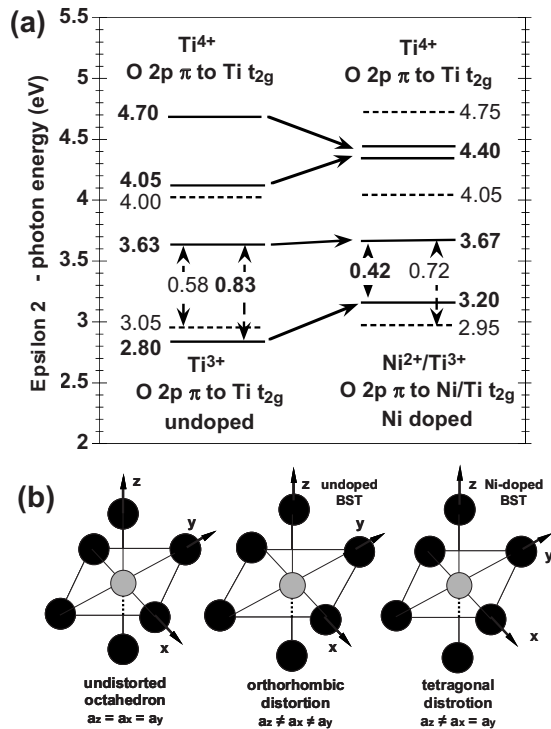 (a)
Epsilon 2 - photon energy (eV)
5.5
5
4.5
4
3.5
3
2.5
2
Ti4+
O 2p π to Ti t2g
4.70
4.05
4.00
3.63
0.58 0.83
3.05
2.80
Ti3+
O 2p π to Ti t2g
undoped
Ti4+
O 2p π to Ti t2g
4.75
4.40
4.05
3.67
0.42 0.72
3.20
2.95
Ni2+/Ti3+
O 2p π to Ni/Ti t2g
Ni doped
(b)
z
y
x
undistorted
octahedron
az = ax = ay
undoped
BST
z
y
x
orthorhombic
distortion
az ≠ ax ≠ ay
Ni-doped
BST
z
y
x
tetragonal
distrotion
az ≠ ax = ay